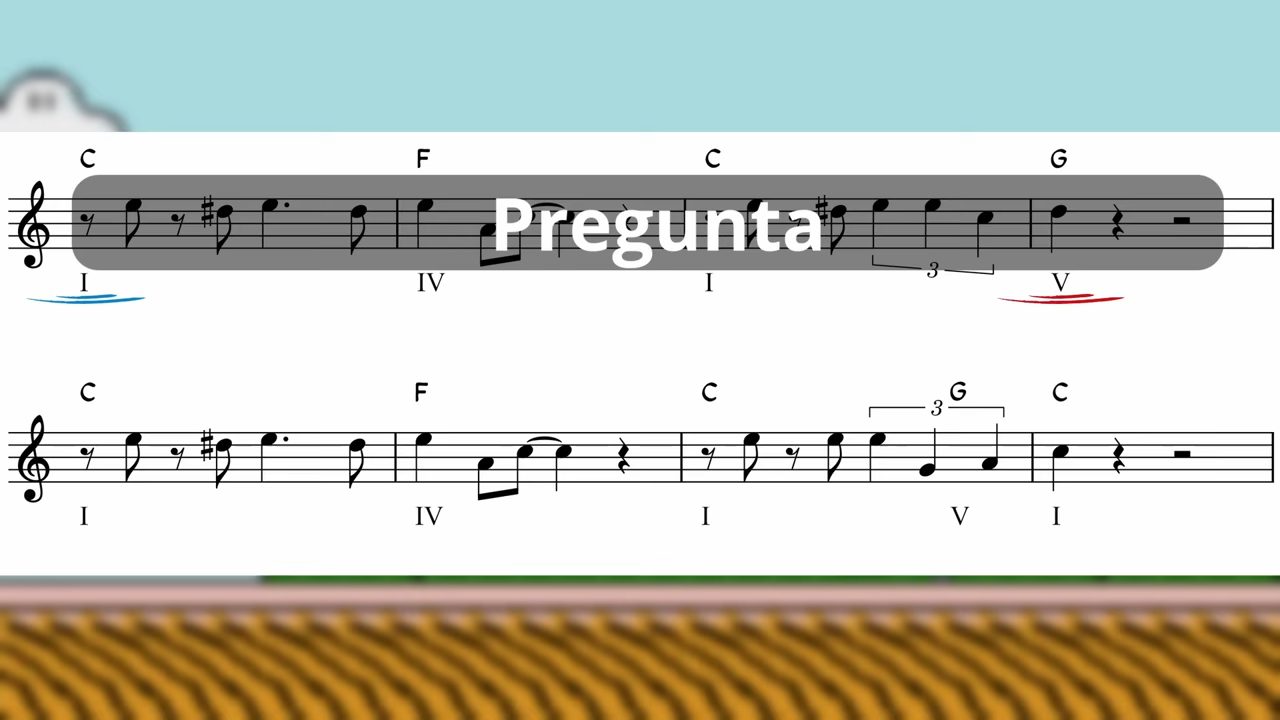 C F C G
Pregunta
3
I IV I V
C F C G C
3
I IV I V I